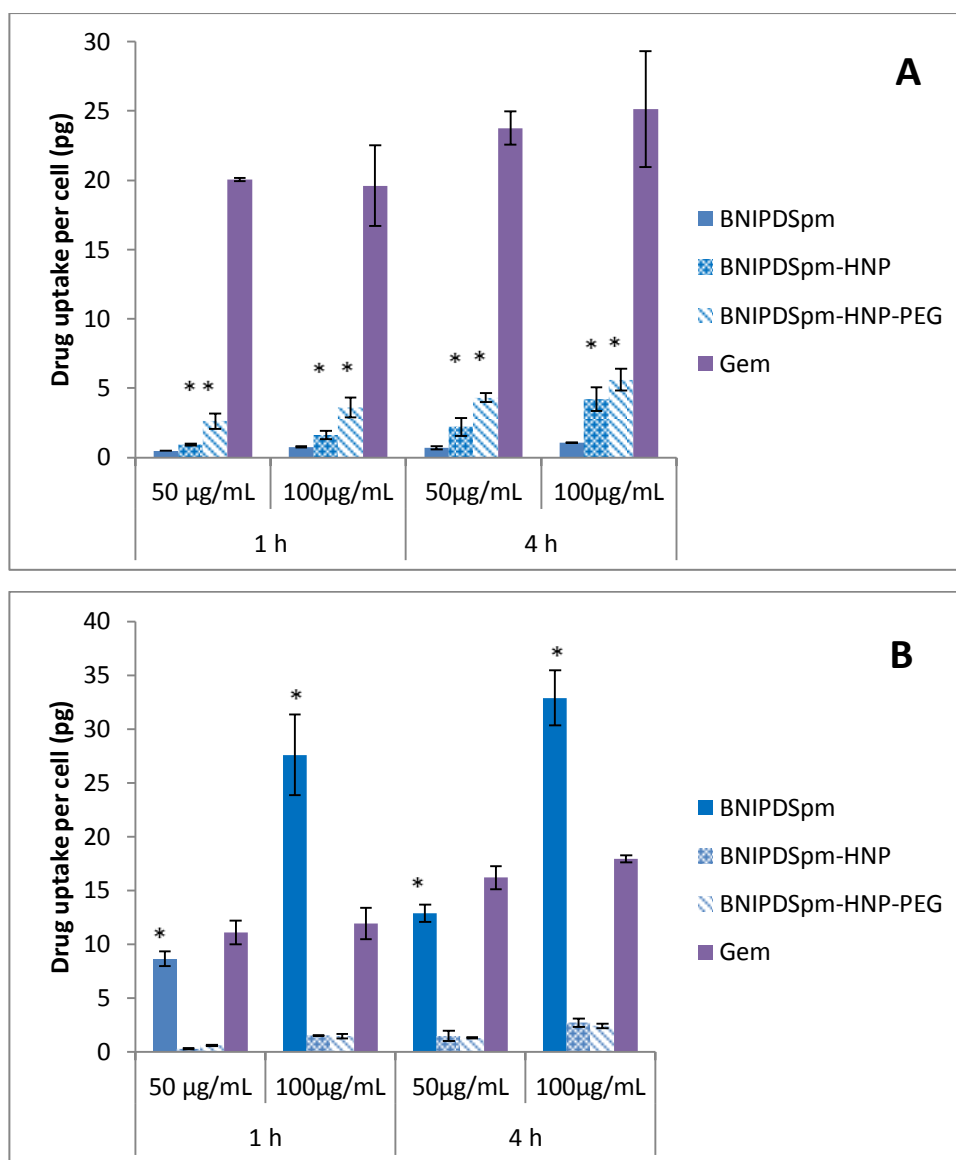 A
Drug uptake per cell (pg)
30
25
20
15
10
5
0
* *
* *
* *
* *
50 µg/mL 100µg/mL 50µg/mL 100µg/mL
1 h 4 h
BNIPDSpm
BNIPDSpm-HNP
BNIPDSpm-HNP-PEG
Gem
B
Drug uptake per cell (pg)
40
35
30
25
20
15
10
5
0
*
*
*
*
50 µg/mL 100µg/mL 50µg/mL 100µg/mL
1 h 4 h
BNIPDSpm
BNIPDSpm-HNP
BNIPDSpm-HNP-PEG
Gem